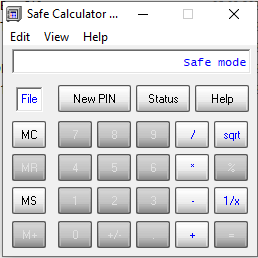 Safe Calculator ...
Edit View Help
Safe mode
File New PIN Status Help
MC 7 8 9 / sqrt
MR 4 5 6 * %
MS 1 2 3 - 1/x
M+ 0 +/- . + =